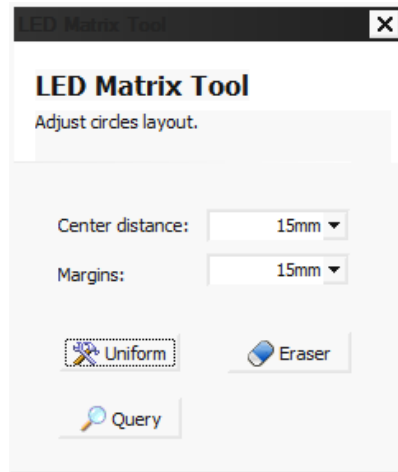 LED Matrix Tool
LED Matrix Tool
Adjust circles layout.
Center distance: 15mm
Margins: 15mm
Uniform Eraser
Query